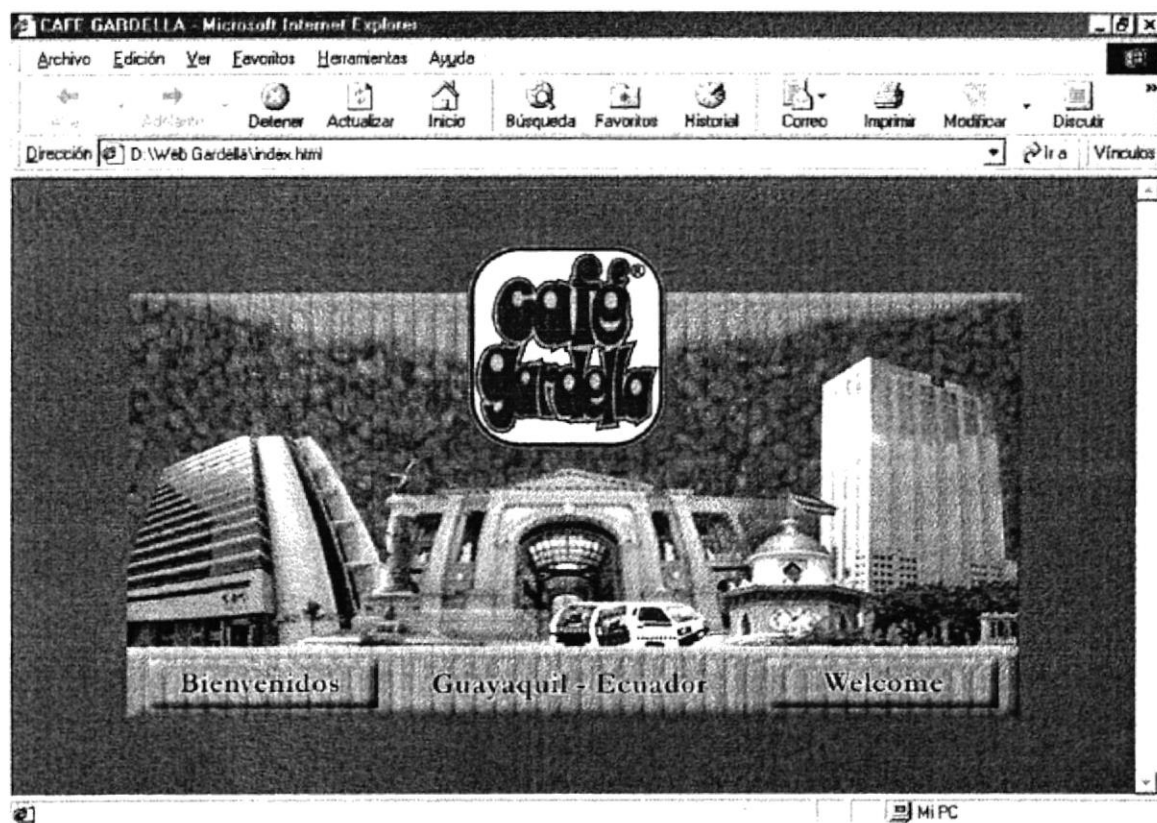 CAFE GARDELLA - Microsoft Internet Explorer
Archivo Edición Ver Favoritos Herramientas Ayuda
Adelante Detener Actualizar Inicio Búsqueda Favoritos Historial Correo Imprimir Modificar Discutir
Dirección D:\Web Gardella\index.html Ir a Vínculos
café®
gardella
Bienvenidos Guayaquil - Ecuador Welcome
Mi PC